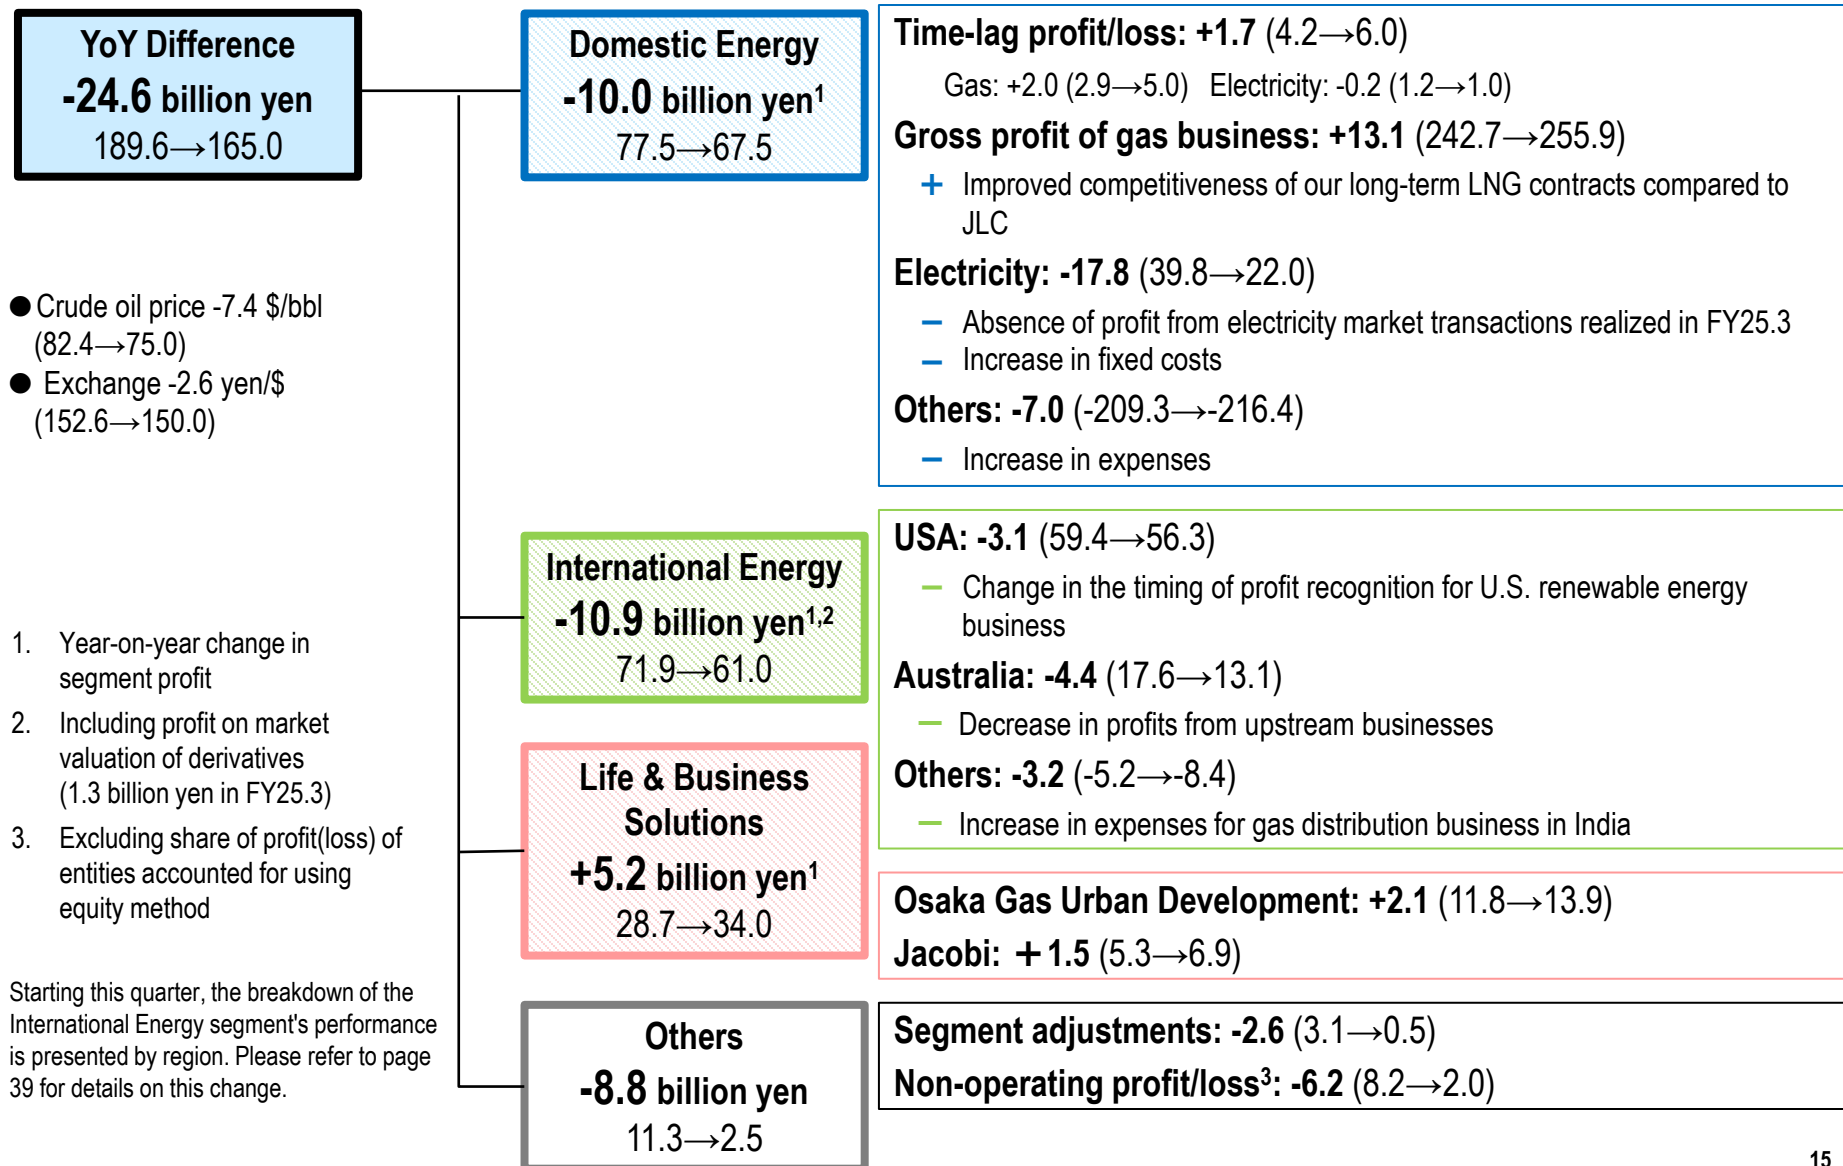 YoY Difference
-24.6 billion yen
189.6→165.0
● Crude oil price -7.4 $/bbl
(82.4→75.0)
● Exchange -2.6 yen/$
(152.6→150.0)
1. Year-on-year change in
segment profit
2. Including profit on market
valuation of derivatives
(1.3 billion yen in FY25.3)
3. Excluding share of profit(loss) of
entities accounted for using
equity method
Starting this quarter, the breakdown of the
International Energy segment's performance
is presented by region. Please refer to page
39 for details on this change.
Domestic Energy
-10.0 billion yen1
77.5→67.5
Time-lag profit/loss: +1.7 (4.2→6.0)
Gas: +2.0 (2.9→5.0) Electricity: -0.2 (1.2→1.0)
Gross profit of gas business: +13.1 (242.7→255.9)
+ Improved competitiveness of our long-term LNG contracts compared to
JLC
Electricity: -17.8 (39.8→22.0)
− Absence of profit from electricity market transactions realized in FY25.3
− Increase in fixed costs
Others: -7.0 (-209.3→-216.4)
− Increase in expenses
International Energy
-10.9 billion yen1,2
71.9→61.0
USA: -3.1 (59.4→56.3)
− Change in the timing of profit recognition for U.S. renewable energy
business
Australia: -4.4 (17.6→13.1)
− Decrease in profits from upstream businesses
Others: -3.2 (-5.2→-8.4)
− Increase in expenses for gas distribution business in India
Life & Business
Solutions
+5.2 billion yen1
28.7→34.0
Osaka Gas Urban Development: +2.1 (11.8→13.9)
Jacobi: ＋1.5 (5.3→6.9)
Others
-8.8 billion yen
11.3→2.5
Segment adjustments: -2.6 (3.1→0.5)
Non-operating profit/loss3: -6.2 (8.2→2.0)
15